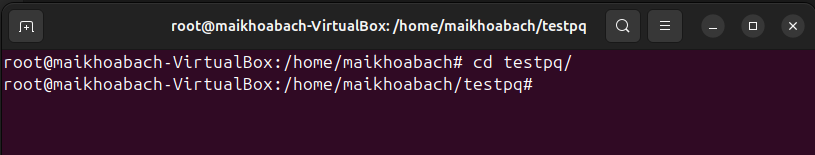 root@maikhoabach-VirtualBox: /home/maikhoabach/testpq
root@maikhoabach-VirtualBox:/home/maikhoabach# cd testpq/
root@maikhoabach-VirtualBox:/home/maikhoabach/testpq#